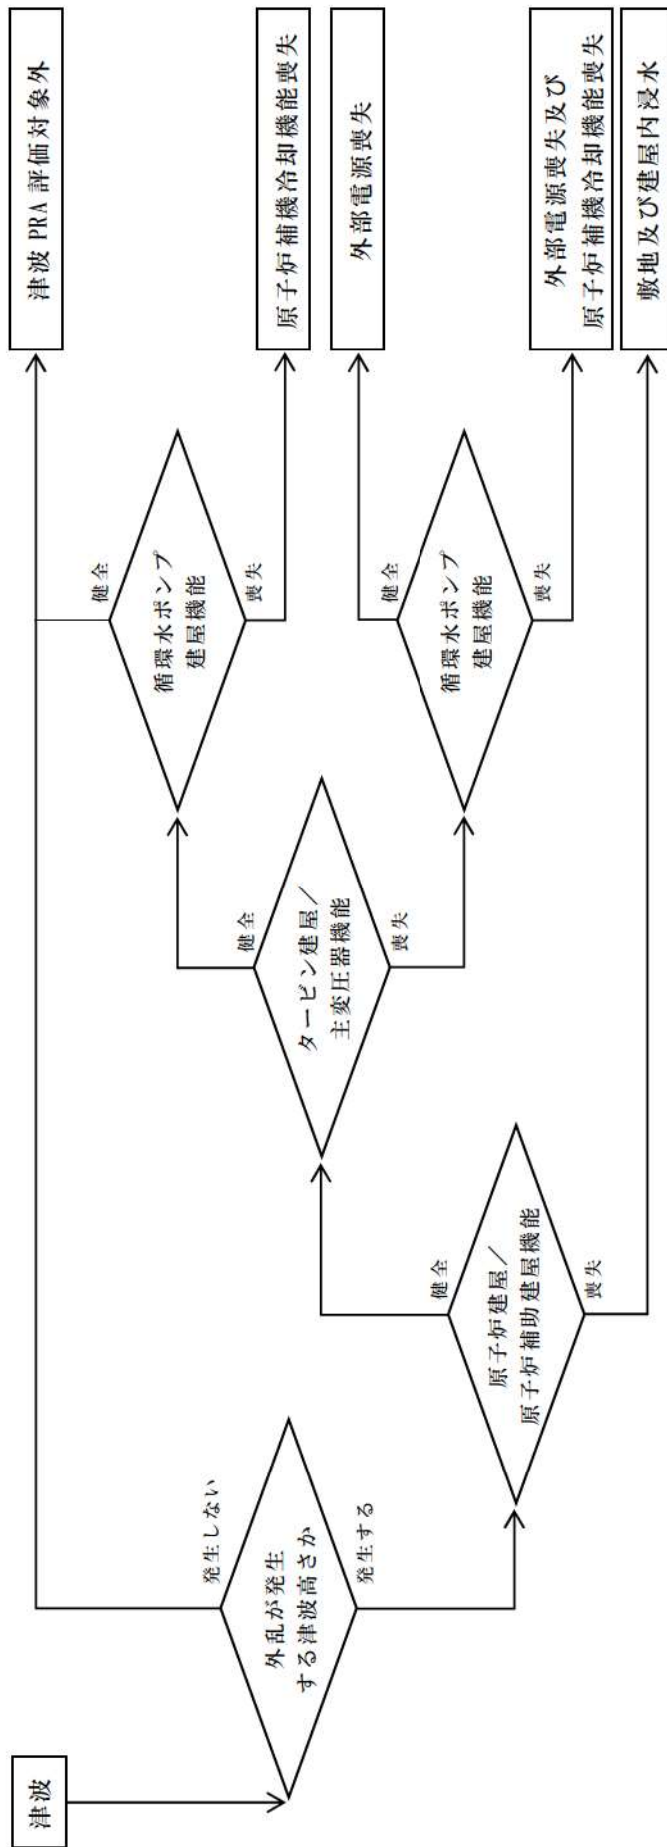 津波
外乱が発生
する津波高さか
発生しない
発生する
原子炉建屋／
原子炉補助建屋機能
健全
喪失
タービン建屋／
主変圧器機能
健全
喪失
循環水ポンプ
建屋機能
健全
喪失
循環水ポンプ
建屋機能
健全
喪失
津波 PRA 評価対象外
原子炉補機冷却機能喪失
外部電源喪失
外部電源喪失及び
原子炉補機冷却機能喪失
敷地及び建屋内浸水